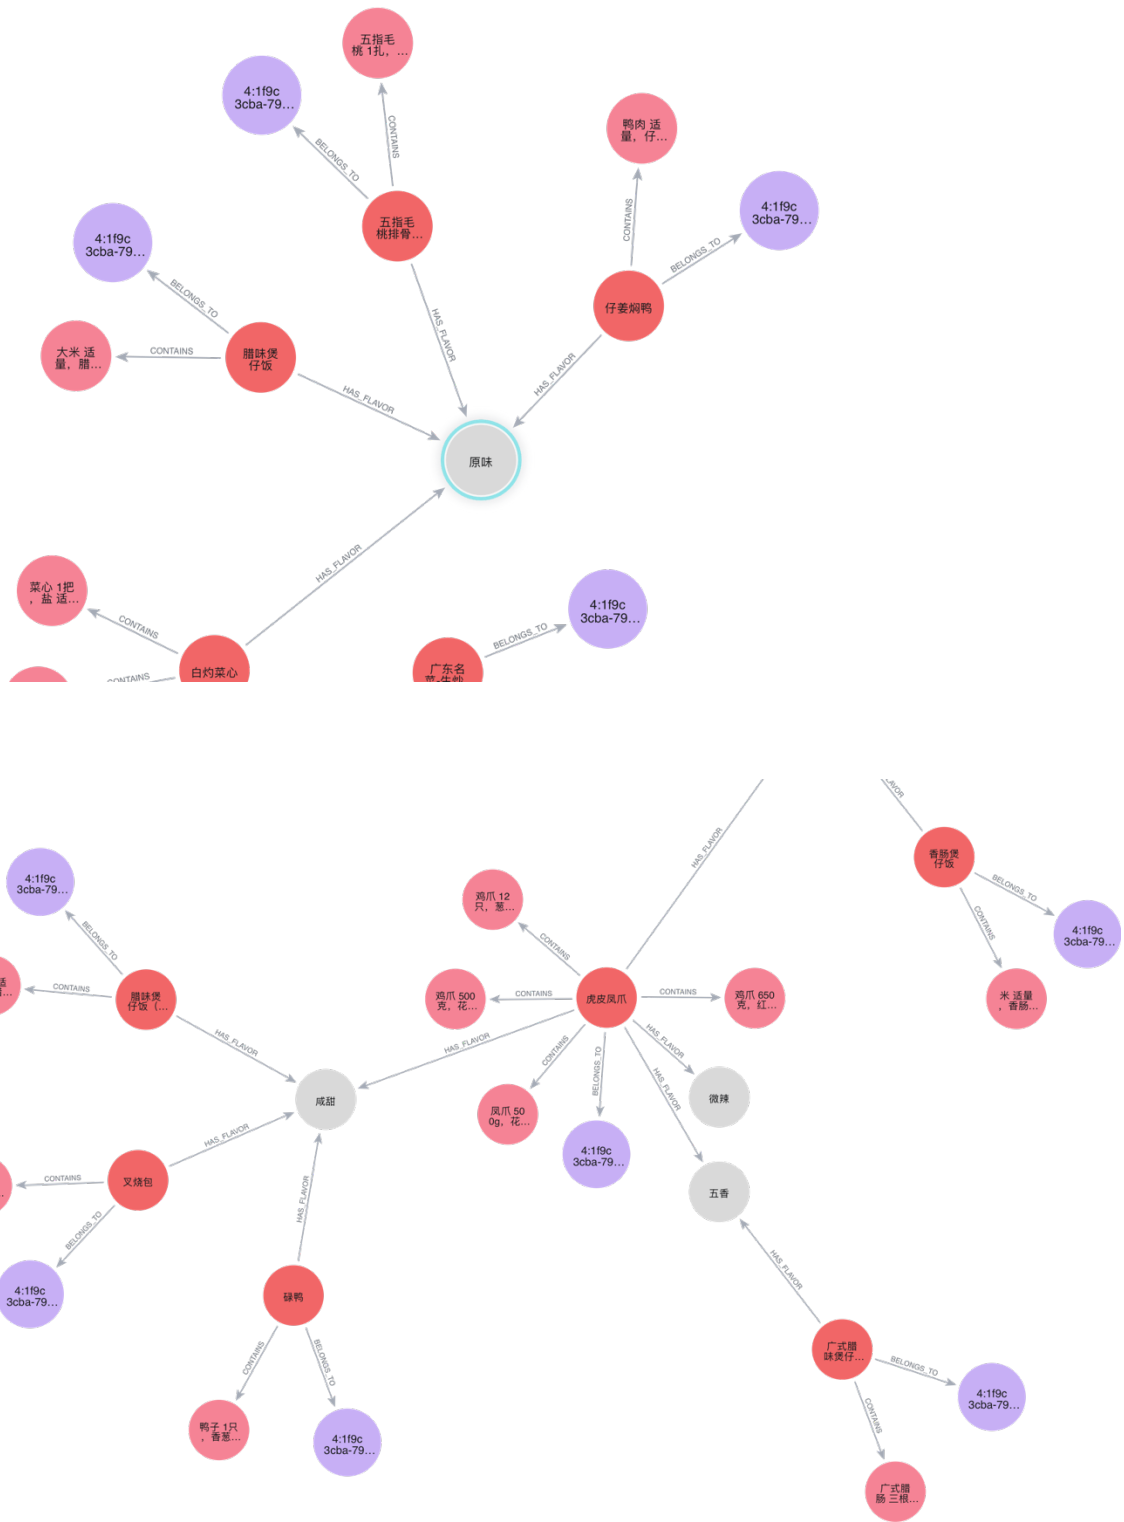 五指毛
桃 1扎，…
4:1f9c
3cba-79…
CONTAINS
BELONGS_TO
鸭肉 适
量，仔…
4:1f9c
3cba-79…
CONTAINS
BELONGS_TO
五指毛
桃排骨…
4:1f9c
3cba-79…
BELONGS_TO
仔姜焖鸭
HAS_FLAVOR
大米 适
量，腊…
CONTAINS
腊味煲
仔饭
HAS_FLAVOR
HAS_FLAVOR
原味
HAS_FLAVOR
菜心 1把
，盐 适…
CONTAINS
4:1f9c
3cba-79…
BELONGS_TO
白灼菜心
CONTAINS
广东名
菜-生炒
HAS_FLAVOR
香肠煲
仔饭
BELONGS_TO
CONTAINS
4:1f9c
3cba-79…
米 适量
，香肠…
4:1f9c
3cba-79…
BELONGS_TO
CONTAINS
腊味煲
仔饭（…
HAS_FLAVOR
鸡爪 12
只，葱…
CONTAINS
鸡爪 500
克，花…
CONTAINS
虎皮凤爪
CONTAINS
鸡爪 650
克，红…
HAS_FLAVOR
HAS_FLAVOR
CONTAINS
BELONGS_TO
HAS_FLAVOR
凤爪 50
0g，花…
4:1f9c
3cba-79…
微辣
咸甜
五香
HAS_FLAVOR
CONTAINS
叉烧包
BELONGS_TO
4:1f9c
3cba-79…
HAS_FLAVOR
碌鸭
CONTAINS
BELONGS_TO
鸭子 1只
，香葱…
4:1f9c
3cba-79…
HAS_FLAVOR
广式腊
味煲仔…
BELONGS_TO
4:1f9c
3cba-79…
CONTAINS
广式腊
肠 三根…